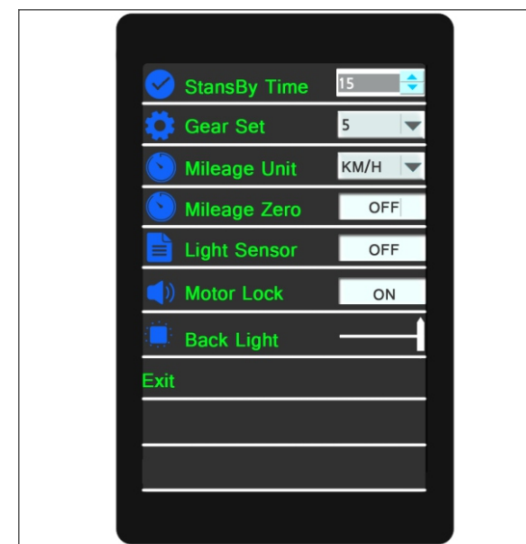 StansBy Time 15
Gear Set 5
Mileage Unit KM/H
Mileage Zero OFF
Light Sensor OFF
Motor Lock ON
Back Light
Exit